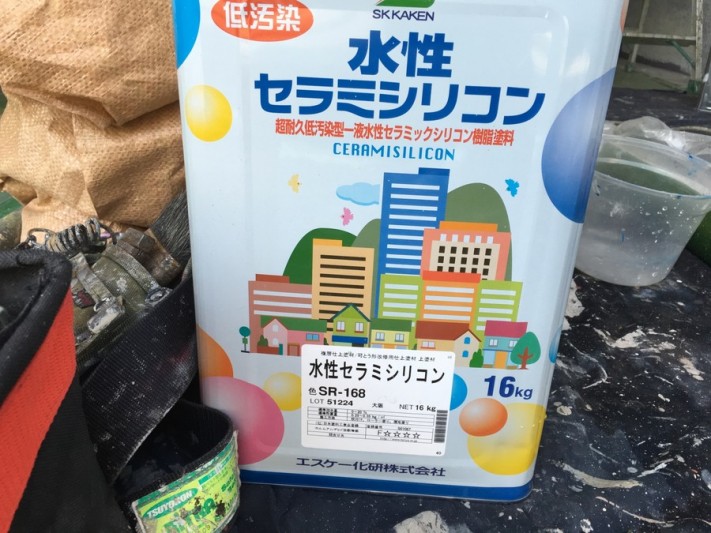 低汚染
SK KAKEN
水性
セラミシリコン
超耐久低汚染型一液水性セラミックシリコン樹脂塗料
CERAMISILICON
水性セラミシリコン
色 SR-168
LOT 51224 大阪 NET 16 kg
F☆☆☆☆
16kg
エスケー化研株式会社
TSUYORON